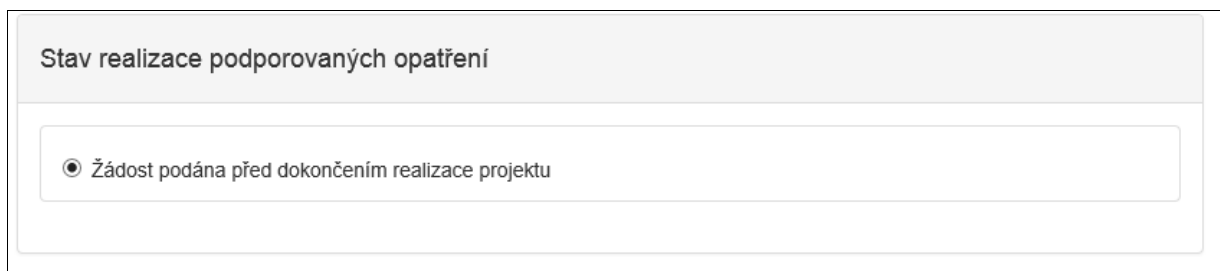 Stav realizace podporovaných opatření
Žádost podána před dokončením realizace projektu